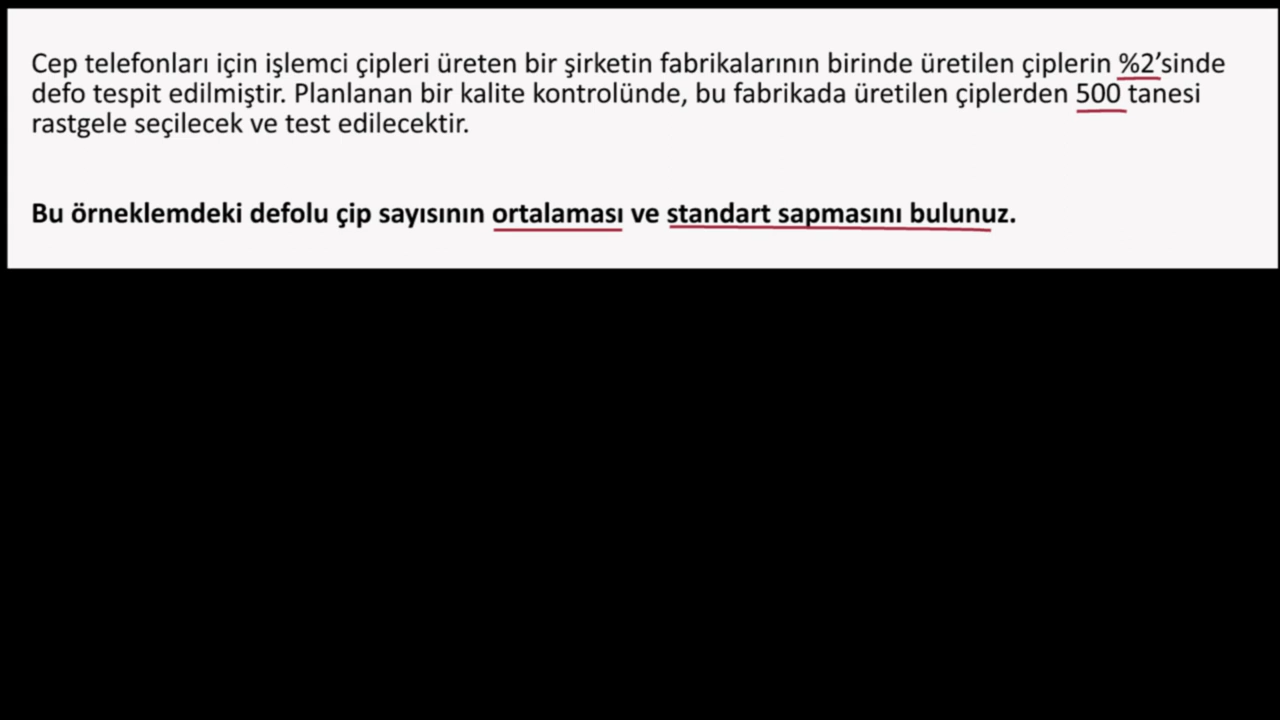 Cep telefonları için işlemci çipleri üreten bir şirketin fabrikalarının birinde üretilen çiplerin %2’sinde
defo tespit edilmiştir. Planlanan bir kalite kontrolünde, bu fabrikada üretilen çiplerden 500 tanesi
rastgele seçilecek ve test edilecektir.
Bu örneklemdeki defolu çip sayısının ortalaması ve standart sapmasını bulunuz.